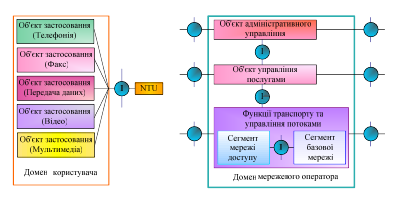 Об'єкт застосування
(Телефонія)
Об'єкт застосування
(Факс)
Об'єкт застосування
(Передача даних)
Об'єкт застосування
(Відео)
Об'єкт застосування
(Мультимедіа)
Домен користувача
I
NTU
Об'єкт адміністративного
управління
I
Об'єкт управління
послугами
I
Функції транспорту та
управління потоками
Сегмент
мережі
доступу
I
Сегмент
базової
мережі
Домен мережевого оператора